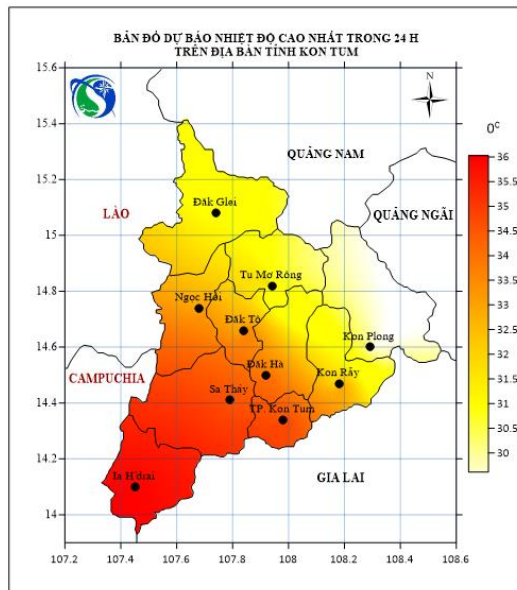 BẢN ĐỒ DỰ BÁO NHIỆT ĐỘ CAO NHẤT TRONG 24 H
TRÊN ĐỊA BÀN TỈNH KON TUM
15.6
15.4
15.2
15
14.8
14.6
14.4
14.2
14
107.2
107.4
107.6
107.8
108
108.2
108.4
108.6
N
0C
36
35.5
35
34.5
34
33.5
33
32.5
32
31.5
31
30.5
30
QUẢNG NAM
LÀO
Đăk Glei
QUẢNG NGÃI
Tu Mơ Rông
Ngọc Hồi
Đăk Tô
Kon Plong
CAMPUCHIA
Đăk Hà
Kon Rẫy
Sa Thầy
TP. Kon Tum
Ia H'drai
GIA LAI